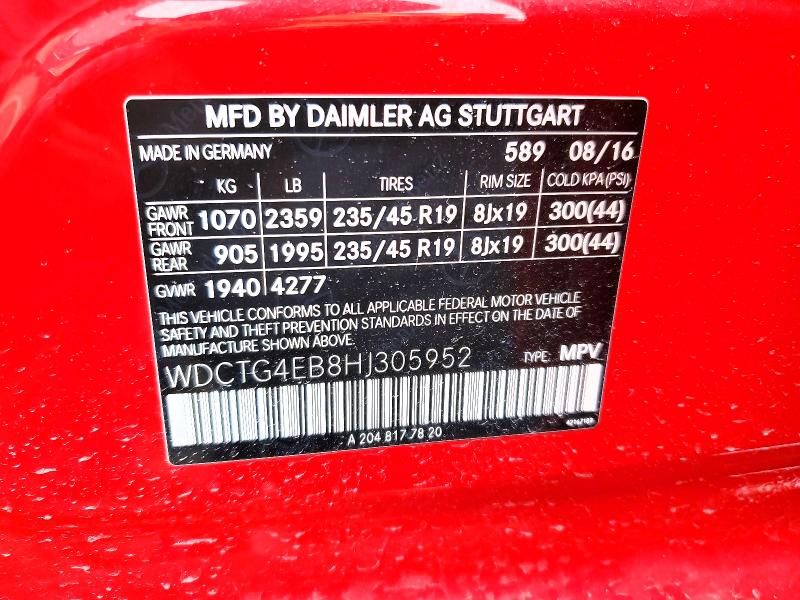 MFD BY DAIMLER AG STUTTGART
MADE IN GERMANY 589 08/16
KG LB TIRES RIM SIZE COLD KPA (PSI)
GAWR FRONT 1070 2359 235/45 R19 8Jx19 300(44)
GAWR REAR 905 1995 235/45 R19 8Jx19 300(44)
GVWR 1940 4277
THIS VEHICLE CONFORMS TO ALL APPLICABLE FEDERAL MOTOR VEHICLE
SAFETY AND THEFT PREVENTION STANDARDS IN EFFECT ON THE DATE OF
MANUFACTURE SHOWN ABOVE.
WDCTG4EB8HJ305952 TYPE: MPV
A 204 817 78 20